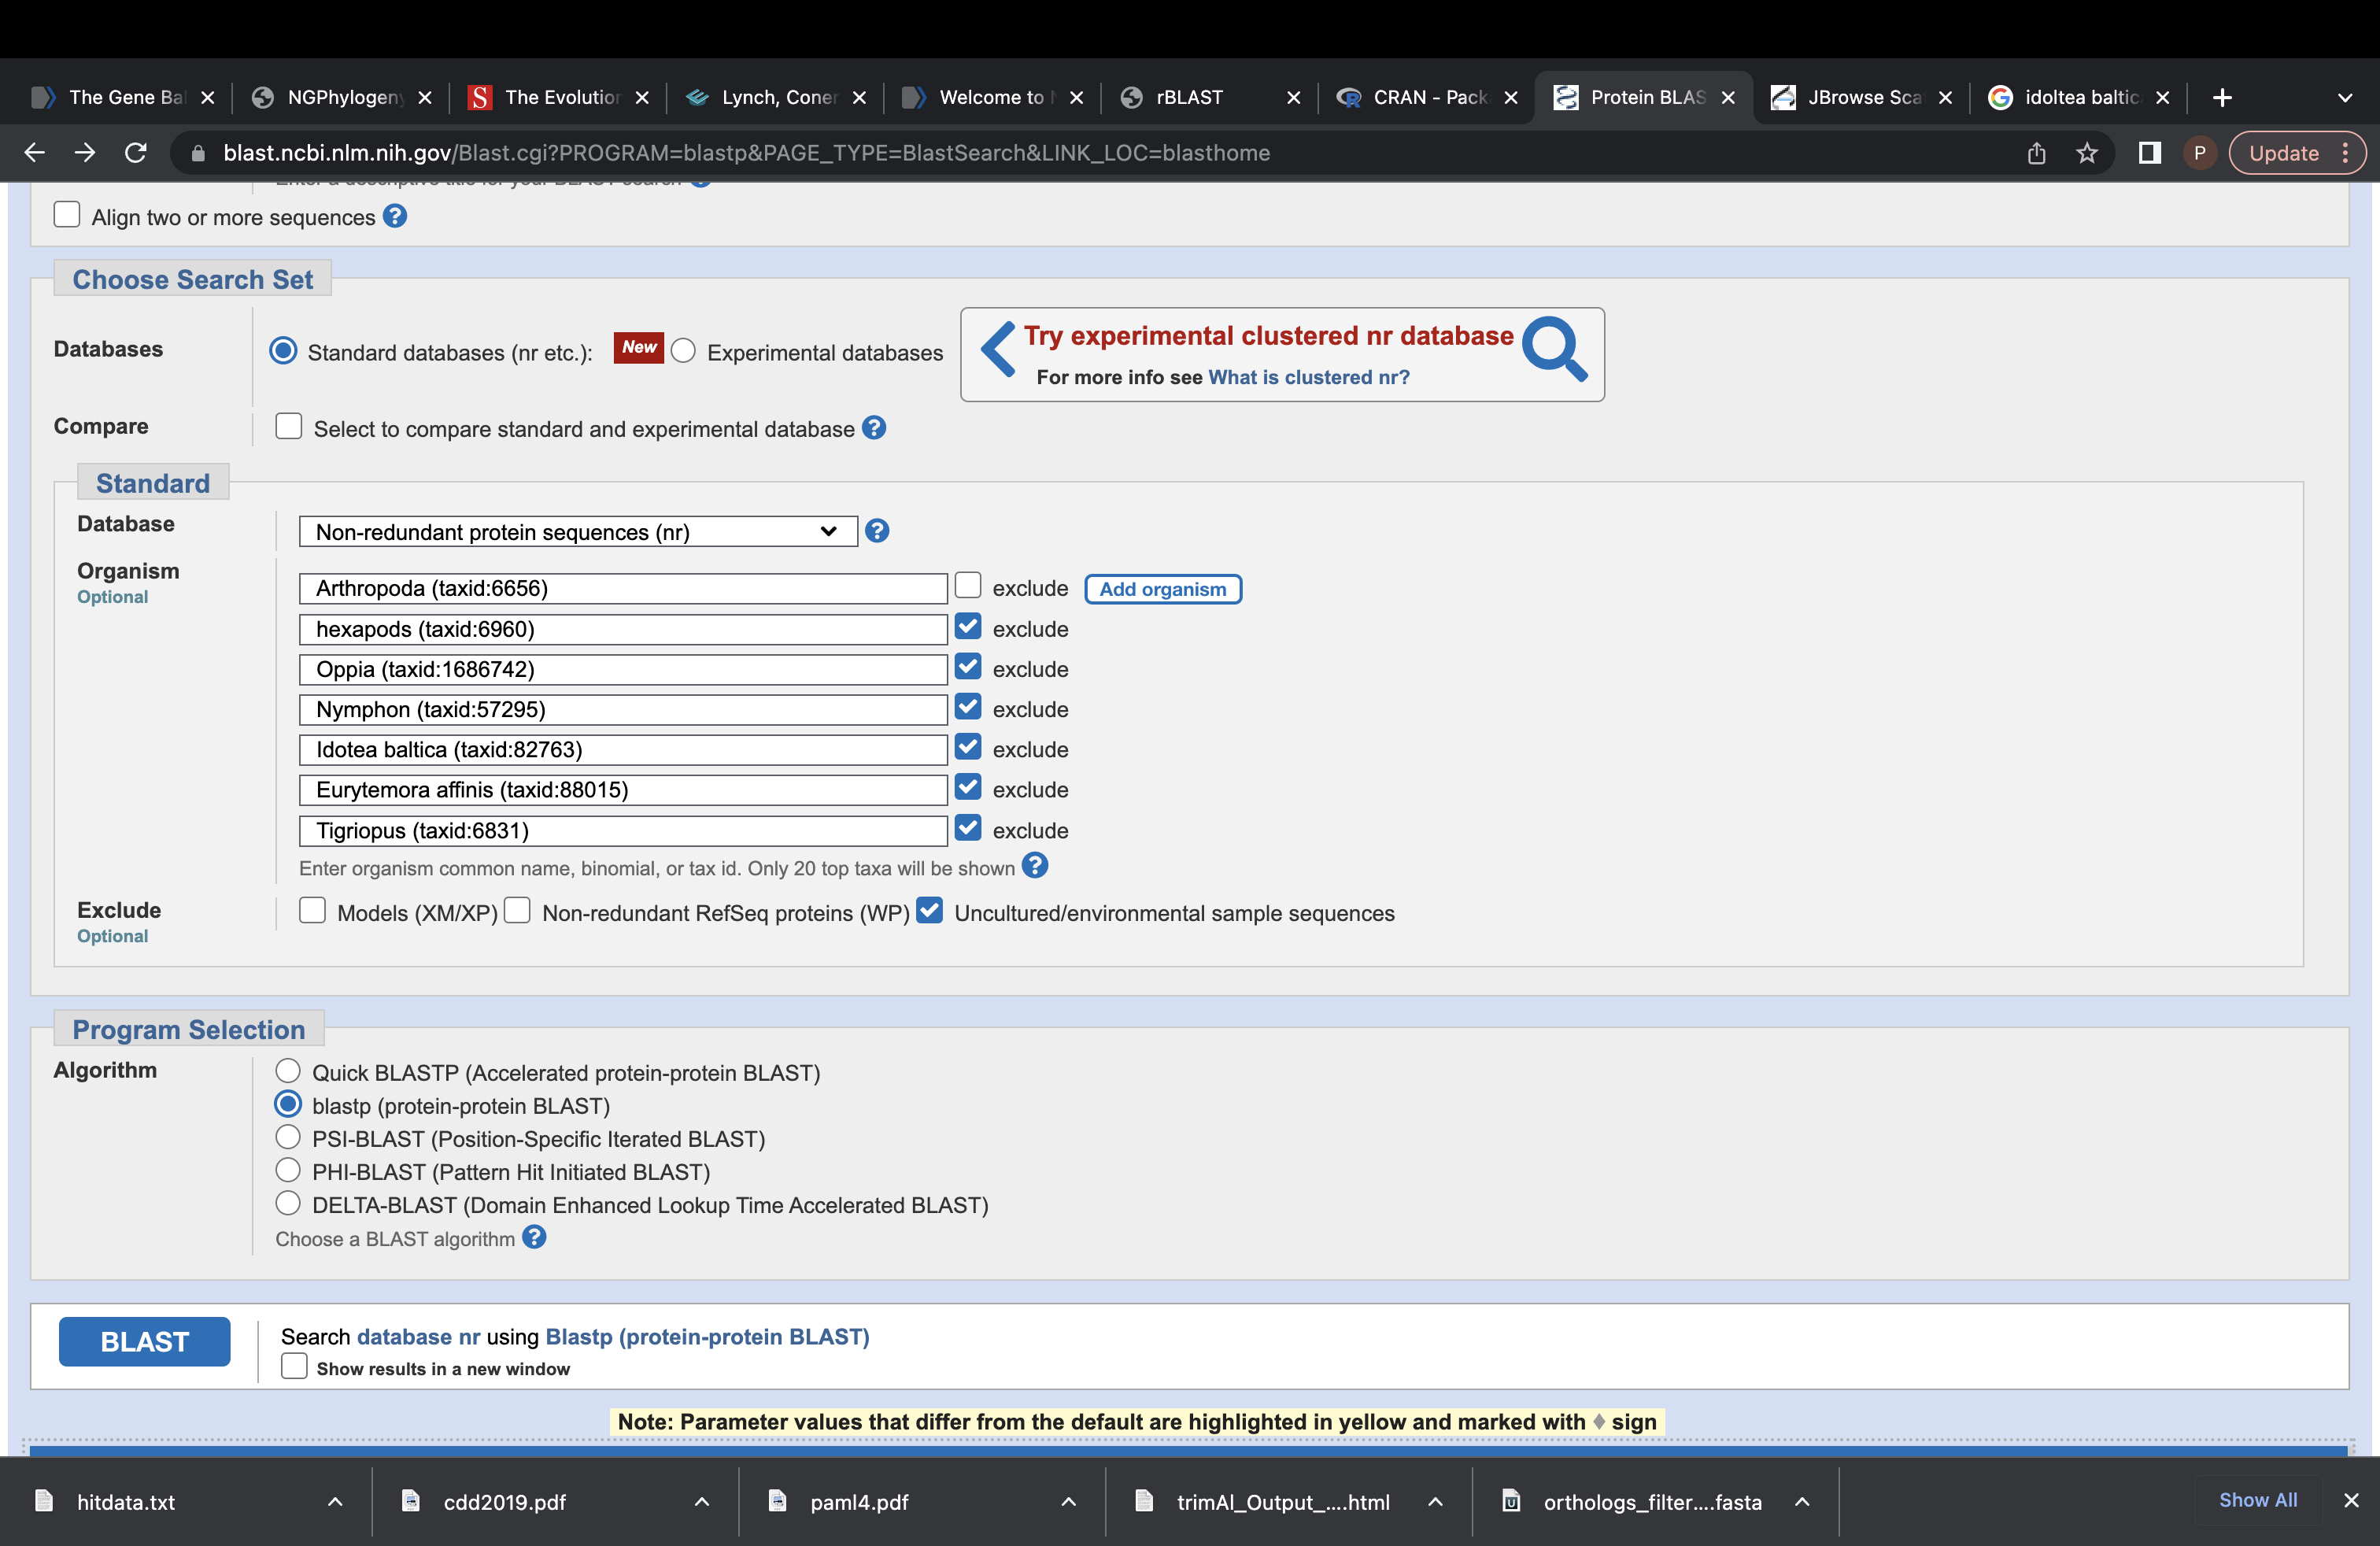 The Gene Ba
NGPhylogen
S The Evolution
Lynch, Coner
Welcome to
rBLAST
CRAN - Pack
Protein BLAS
JBrowse Sca
idoltea baltic
blast.ncbi.nlm.nih.gov/Blast.cgi?PROGRAM=blastp&PAGE_TYPE=BlastSearch&LINK_LOC=blasthome
P
Update
Enter a descriptive title for your BLAST search
Align two or more sequences
Choose Search Set
Databases
Standard databases (nr etc.):
New
Experimental databases
Try experimental clustered nr database
For more info see What is clustered nr?
Compare
Select to compare standard and experimental database
Standard
Database
Non-redundant protein sequences (nr)
Organism
Optional
Arthropoda (taxid:6656)
exclude
Add organism
hexapods (taxid:6960)
exclude
Oppia (taxid:1686742)
exclude
Nymphon (taxid:57295)
exclude
Idotea baltica (taxid:82763)
exclude
Eurytemora affinis (taxid:88015)
exclude
Tigriopus (taxid:6831)
exclude
Enter organism common name, binomial, or tax id. Only 20 top taxa will be shown
Exclude
Optional
Models (XM/XP)
Non-redundant RefSeq proteins (WP)
Uncultured/environmental sample sequences
Program Selection
Algorithm
Quick BLASTP (Accelerated protein-protein BLAST)
blastp (protein-protein BLAST)
PSI-BLAST (Position-Specific Iterated BLAST)
PHI-BLAST (Pattern Hit Initiated BLAST)
DELTA-BLAST (Domain Enhanced Lookup Time Accelerated BLAST)
Choose a BLAST algorithm
BLAST
Search database nr using Blastp (protein-protein BLAST)
Show results in a new window
Note: Parameter values that differ from the default are highlighted in yellow and marked with ♦ sign
hitdata.txt
cdd2019.pdf
paml4.pdf
trimAl_Output_....html
orthologs_filter....fasta
Show All